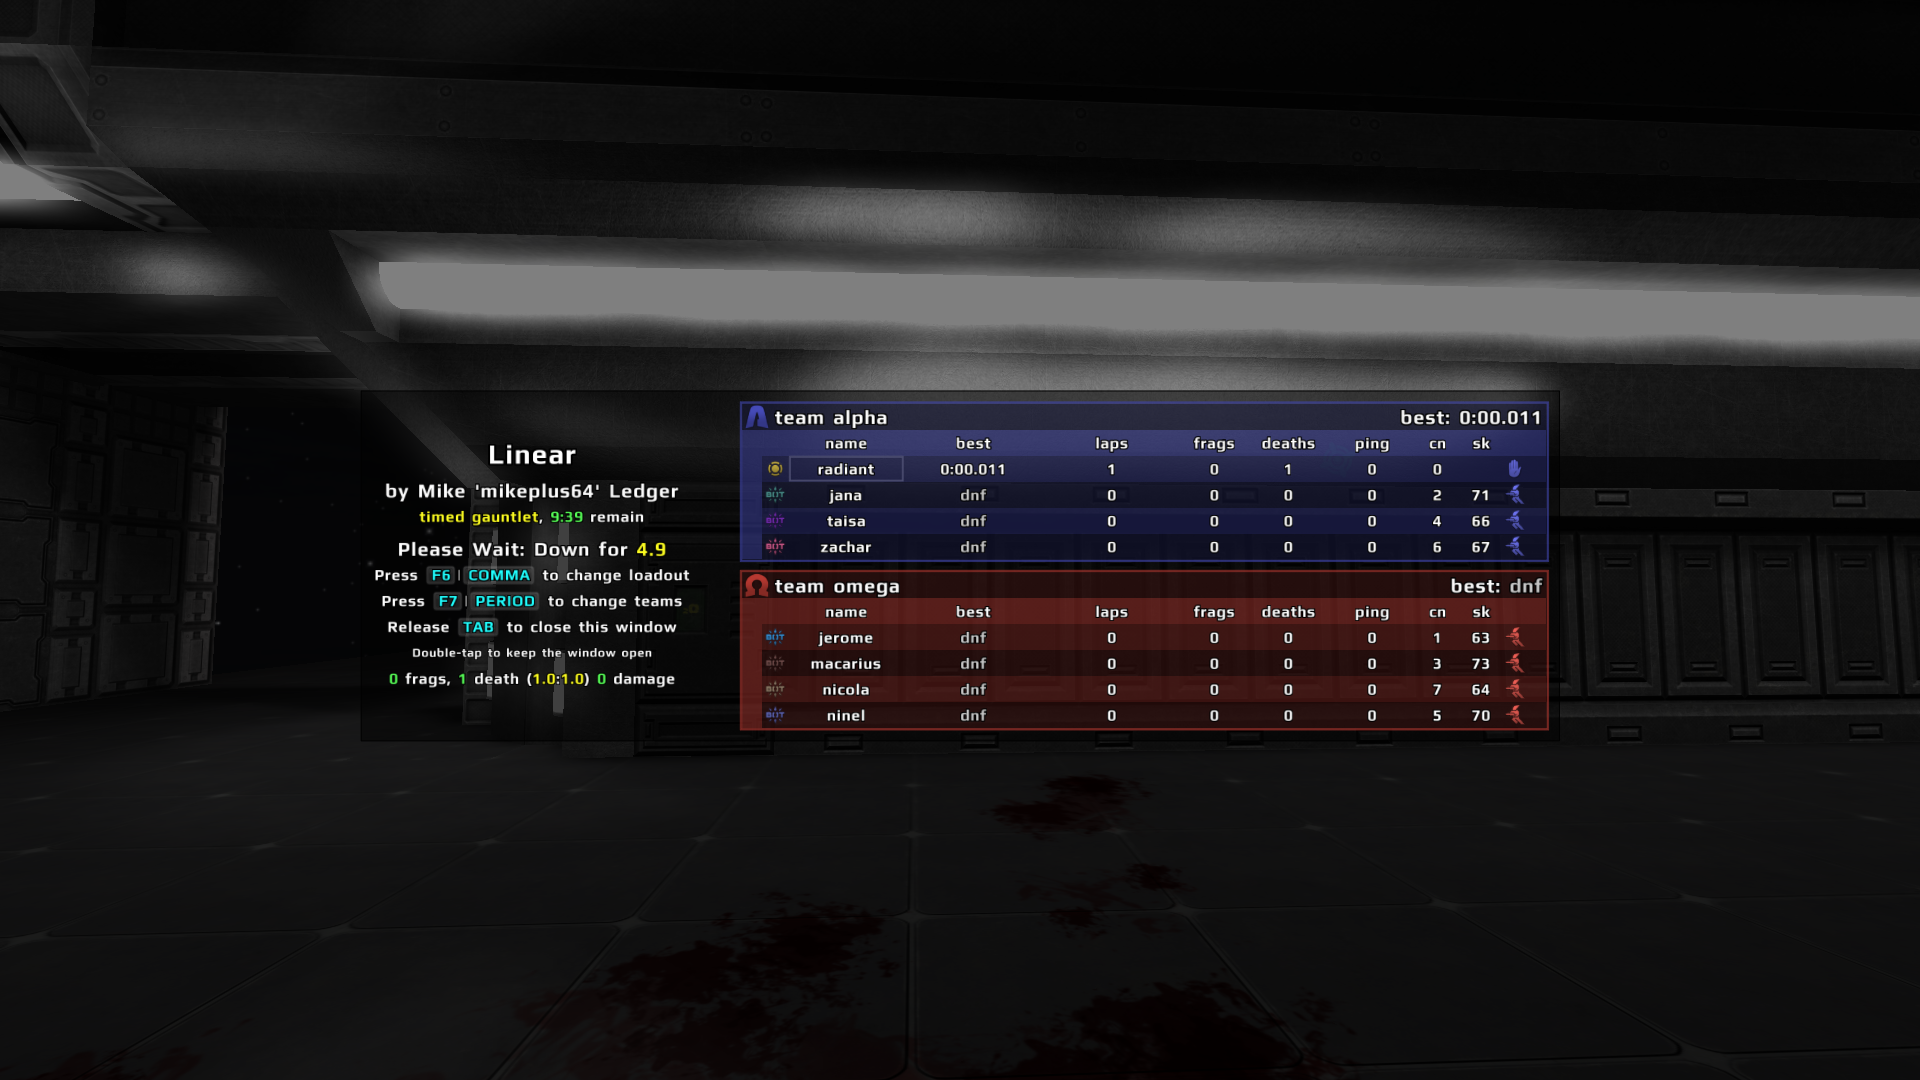 Linear
by Mike 'mikeplus64' Ledger
timed gauntlet, 9:39 remain
Please Wait: Down for 4.9
Press F6 | COMMA to change loadout
Press F7 | PERIOD to change teams
Release TAB to close this window
Double-tap to keep the window open
0 frags, 1 death (1.0:1.0) 0 damage
team alpha best: 0:00.011
name best laps frags deaths ping cn sk
radiant 0:00.011 1 0 1 0 0
BOT jana dnf 0 0 0 0 2 71
BOT taisa dnf 0 0 0 0 4 66
BOT zachar dnf 0 0 0 0 6 67
team omega best: dnf
name best laps frags deaths ping cn sk
BOT jerome dnf 0 0 0 0 1 63
BOT macarius dnf 0 0 0 0 3 73
BOT nicola dnf 0 0 0 0 7 64
BOT ninel dnf 0 0 0 0 5 70